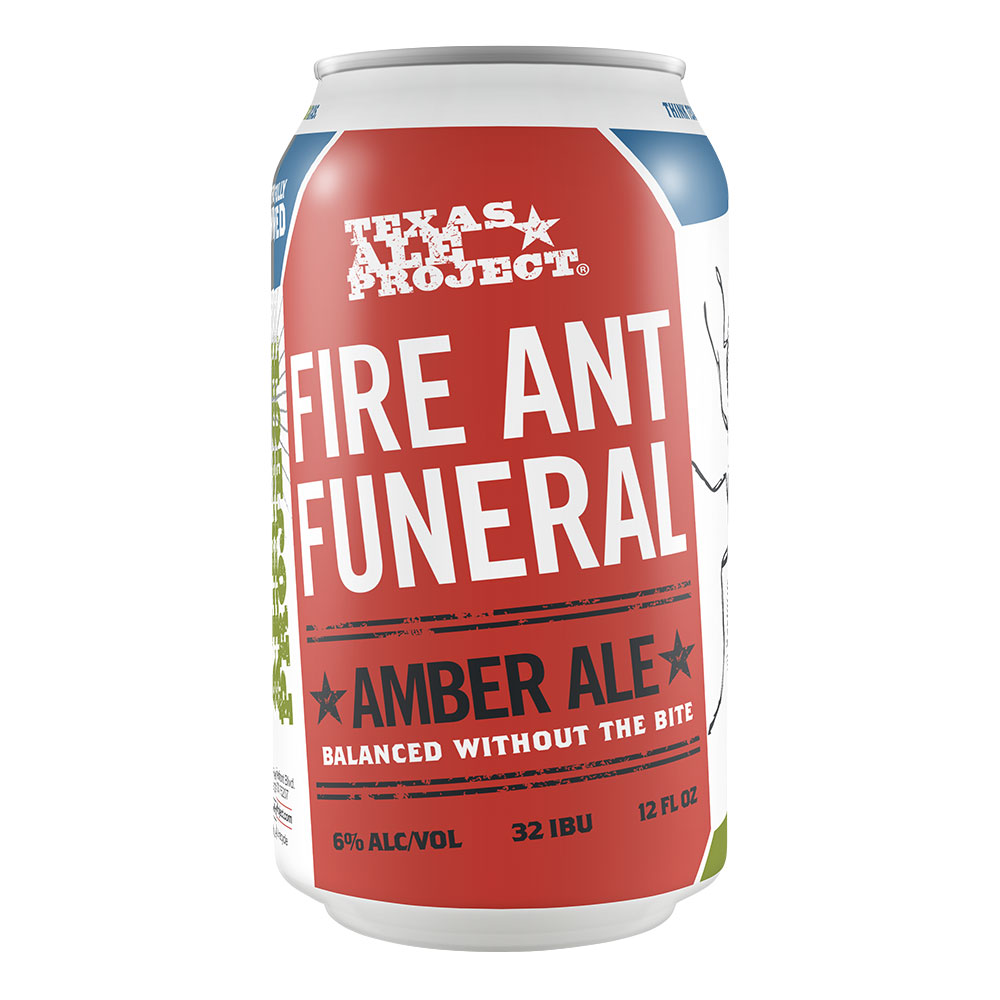 THINK
TEXAS
ALE
PROJECT®
FIRE ANT
FUNERAL
AMBER ALE
BALANCED WITHOUT THE BITE
6% ALC/VOL
32 IBU
12 FL OZ